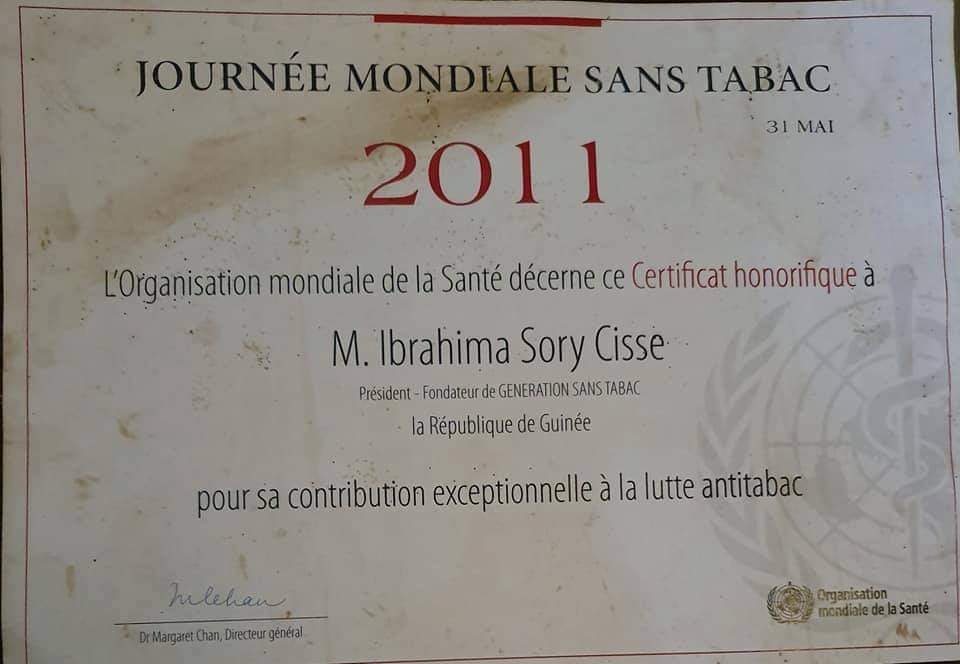 JOURNÉE MONDIALE SANS TABAC
31 MAI
2011
L'Organisation mondiale de la Santé décerne ce Certificat honorifique à
M. Ibrahima Sory Cisse
Président - Fondateur de GENERATION SANS TABAC
la République de Guinée
pour sa contribution exceptionnelle à la lutte antitabac
Dr Margaret Chan, Directeur général
Organisation
mondiale de la Santé